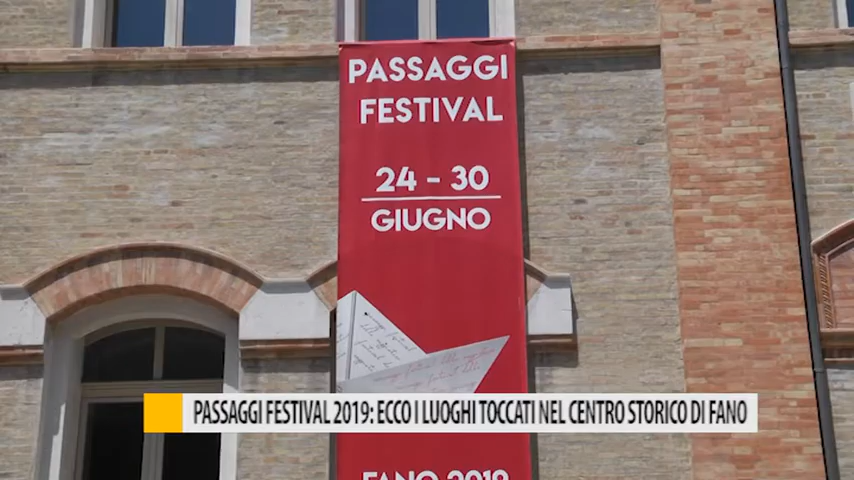 PASSAGGI
FESTIVAL
24 - 30
GIUGNO
PASSAGGI FESTIVAL 2019: ECCO I LUOGHI TOCCATI NEL CENTRO STORICO DI FANO
FANO 2019